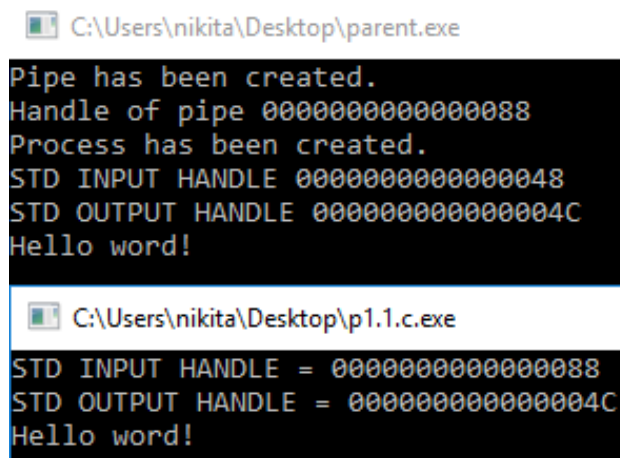 C:\Users\nikita\Desktop\parent.exe
Pipe has been created.
Handle of pipe 0000000000000088
Process has been created.
STD INPUT HANDLE 0000000000000048
STD OUTPUT HANDLE 000000000000004C
Hello word!
C:\Users\nikita\Desktop\p1.1.c.exe
STD INPUT HANDLE = 0000000000000088
STD OUTPUT HANDLE = 000000000000004C
Hello word!